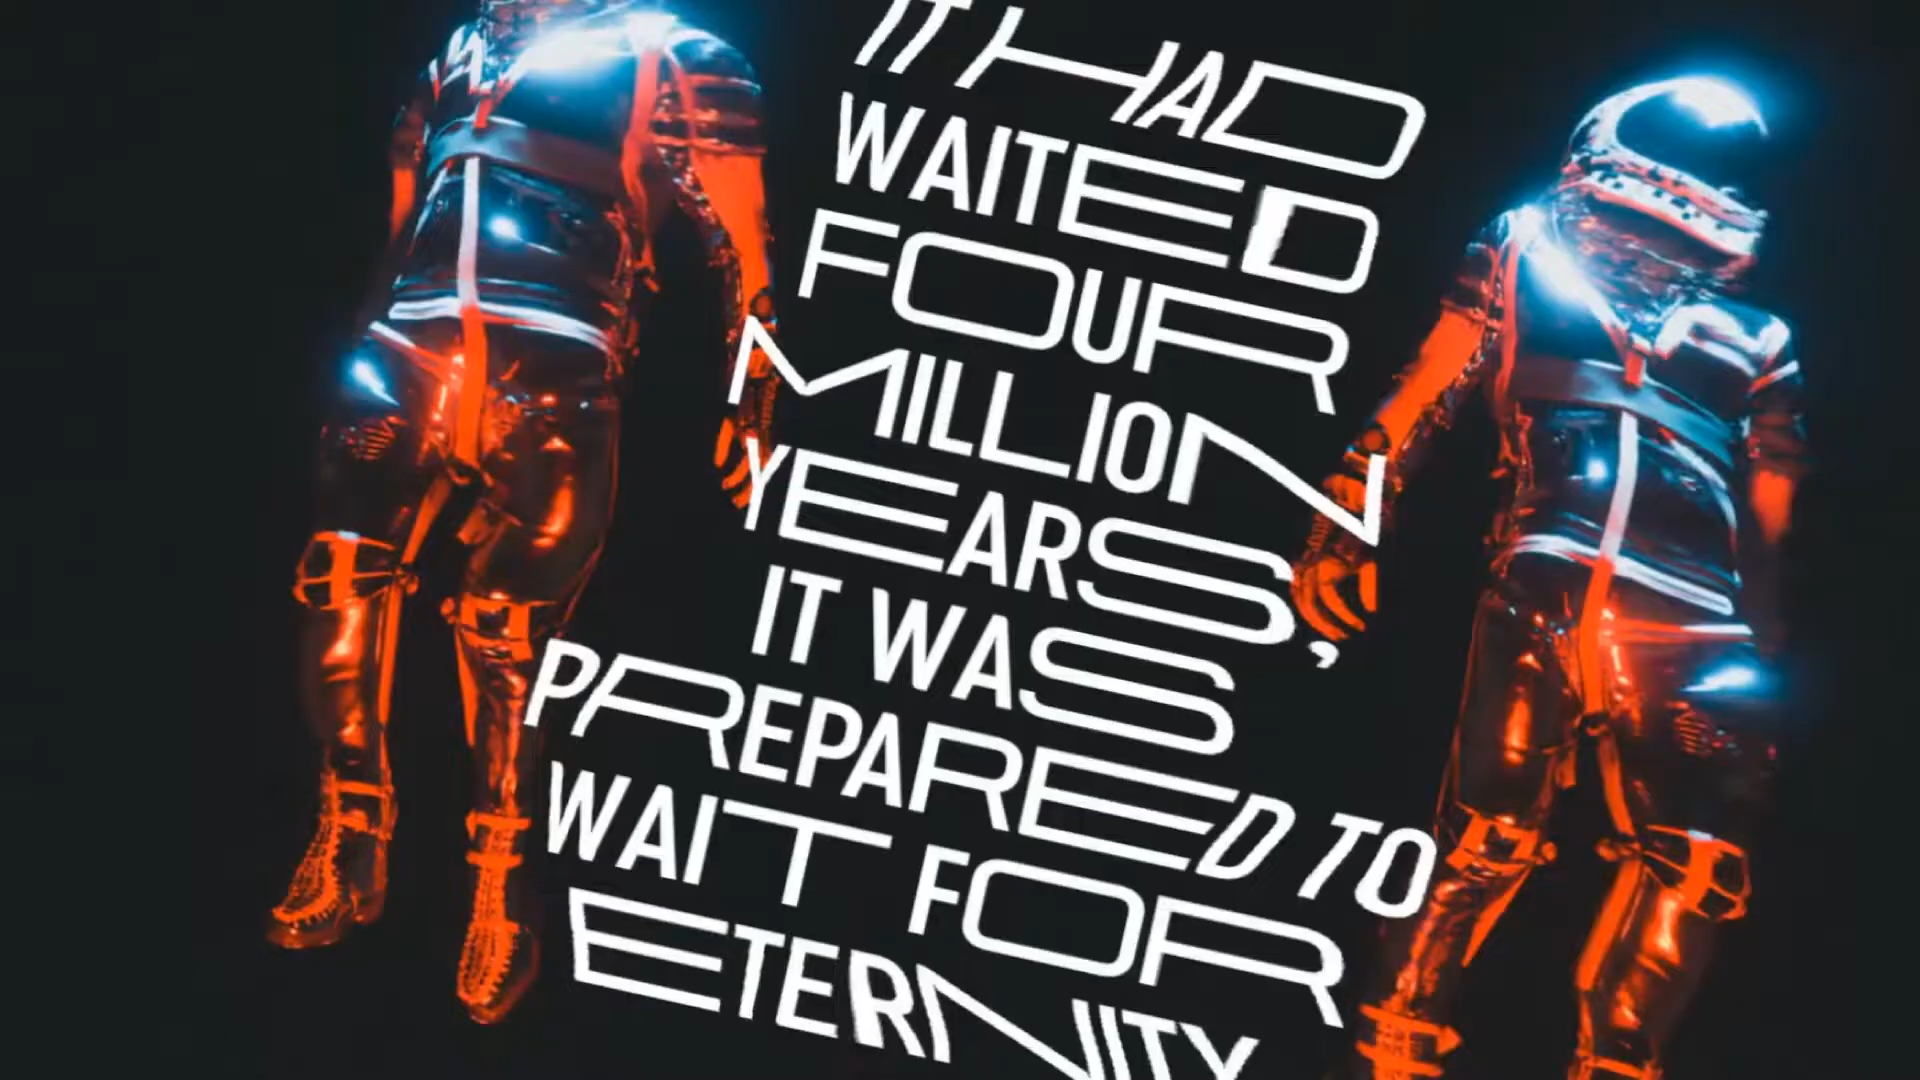 IT HAD
WAITED
FOUR
MILLION
YEARS,
IT WAS
PREPARED TO
WAIT FOR
ETERNITY